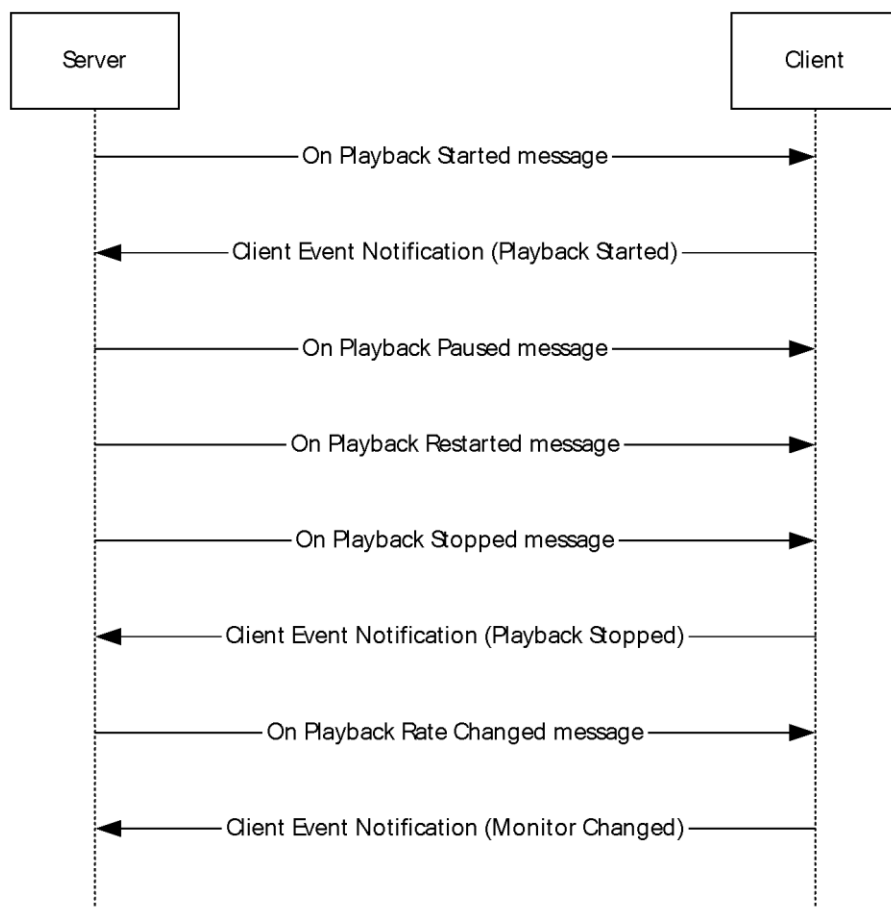 Server
Client
On Playback Started message
Client Event Notification (Playback Started)
On Playback Paused message
On Playback Restarted message
On Playback Stopped message
Client Event Notification (Playback Stopped)
On Playback Rate Changed message
Client Event Notification (Monitor Changed)